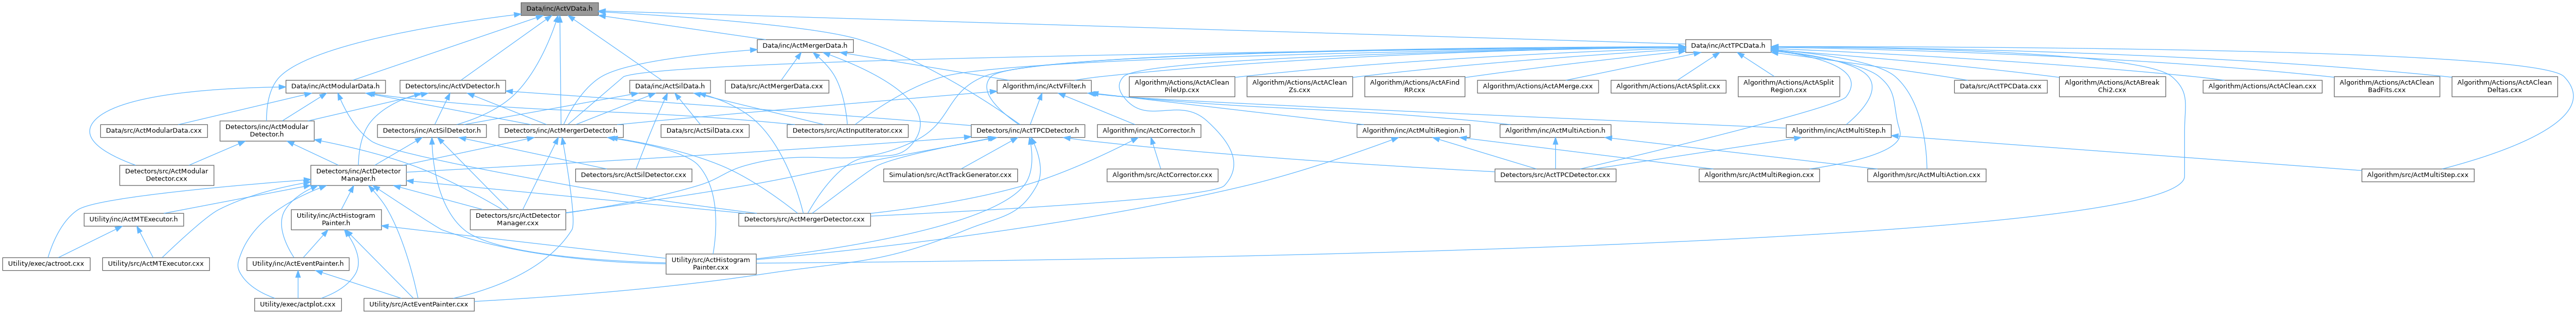 Data/inc/ActVData.h
Data/inc/ActMergerData.h
Data/inc/ActTPCData.h
Data/inc/ActModularData.h
Detectors/inc/ActVDetector.h
Data/inc/ActSilData.h
Data/src/ActMergerData.cxx
Algorithm/inc/ActVFilter.h
Algorithm/Actions/ActAClean
PileUp.cxx
Algorithm/Actions/ActAClean
Zs.cxx
Algorithm/Actions/ActAFind
RP.cxx
Algorithm/Actions/ActAMerge.cxx
Algorithm/Actions/ActASplit.cxx
Algorithm/Actions/ActASplit
Region.cxx
Data/src/ActTPCData.cxx
Algorithm/Actions/ActABreak
Chi2.cxx
Algorithm/Actions/ActAClean.cxx
Algorithm/Actions/ActAClean
BadFits.cxx
Algorithm/Actions/ActAClean
Deltas.cxx
Data/src/ActModularData.cxx
Detectors/inc/ActModular
Detector.h
Detectors/inc/ActSilDetector.h
Detectors/inc/ActMergerDetector.h
Data/src/ActSilData.cxx
Detectors/src/ActInputIterator.cxx
Detectors/inc/ActTPCDetector.h
Algorithm/inc/ActCorrector.h
Algorithm/inc/ActMultiRegion.h
Algorithm/inc/ActMultiAction.h
Algorithm/inc/ActMultiStep.h
Detectors/src/ActModular
Detector.cxx
Detectors/inc/ActDetector
Manager.h
Detectors/src/ActSilDetector.cxx
Simulation/src/ActTrackGenerator.cxx
Algorithm/src/ActCorrector.cxx
Detectors/src/ActTPCDetector.cxx
Algorithm/src/ActMultiRegion.cxx
Algorithm/src/ActMultiAction.cxx
Algorithm/src/ActMultiStep.cxx
Utility/inc/ActMTExecutor.h
Utility/inc/ActHistogram
Painter.h
Detectors/src/ActDetector
Manager.cxx
Detectors/src/ActMergerDetector.cxx
Utility/exec/actroot.cxx
Utility/src/ActMTExecutor.cxx
Utility/inc/ActEventPainter.h
Utility/src/ActHistogram
Painter.cxx
Utility/exec/actplot.cxx
Utility/src/ActEventPainter.cxx